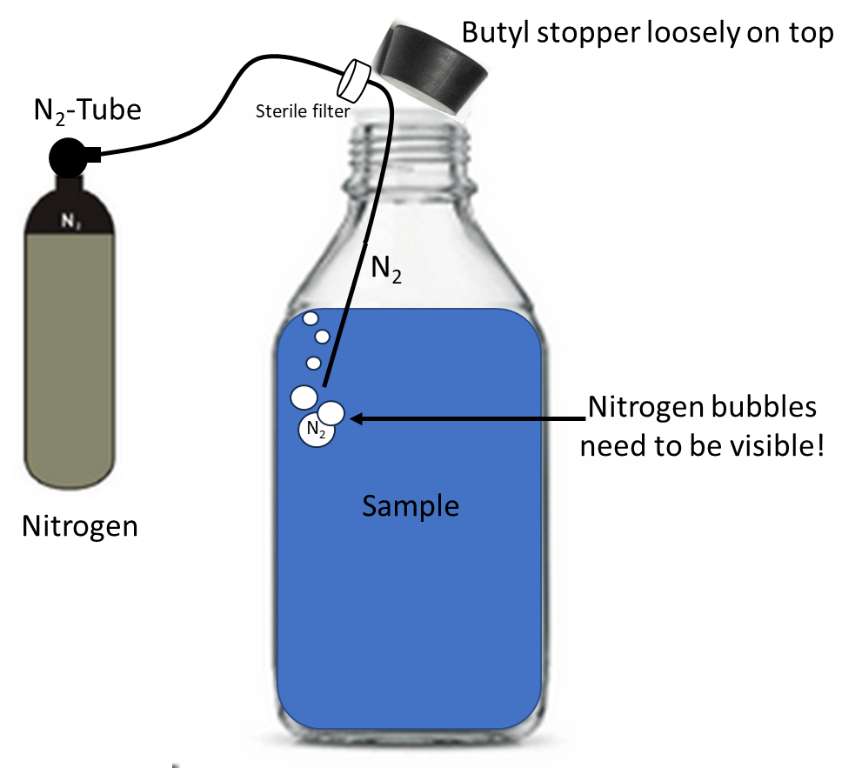 Butyl stopper loosely on top
N₂-Tube
Sterile filter
N₂
N₂
Nitrogen bubbles
need to be visible!
N₂
Sample
Nitrogen